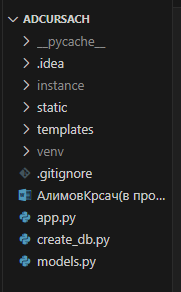 ADCURSACH
__pycache__
.idea
instance
static
templates
venv
.gitignore
АлимовКрсач(в про...
app.py
create_db.py
models.py